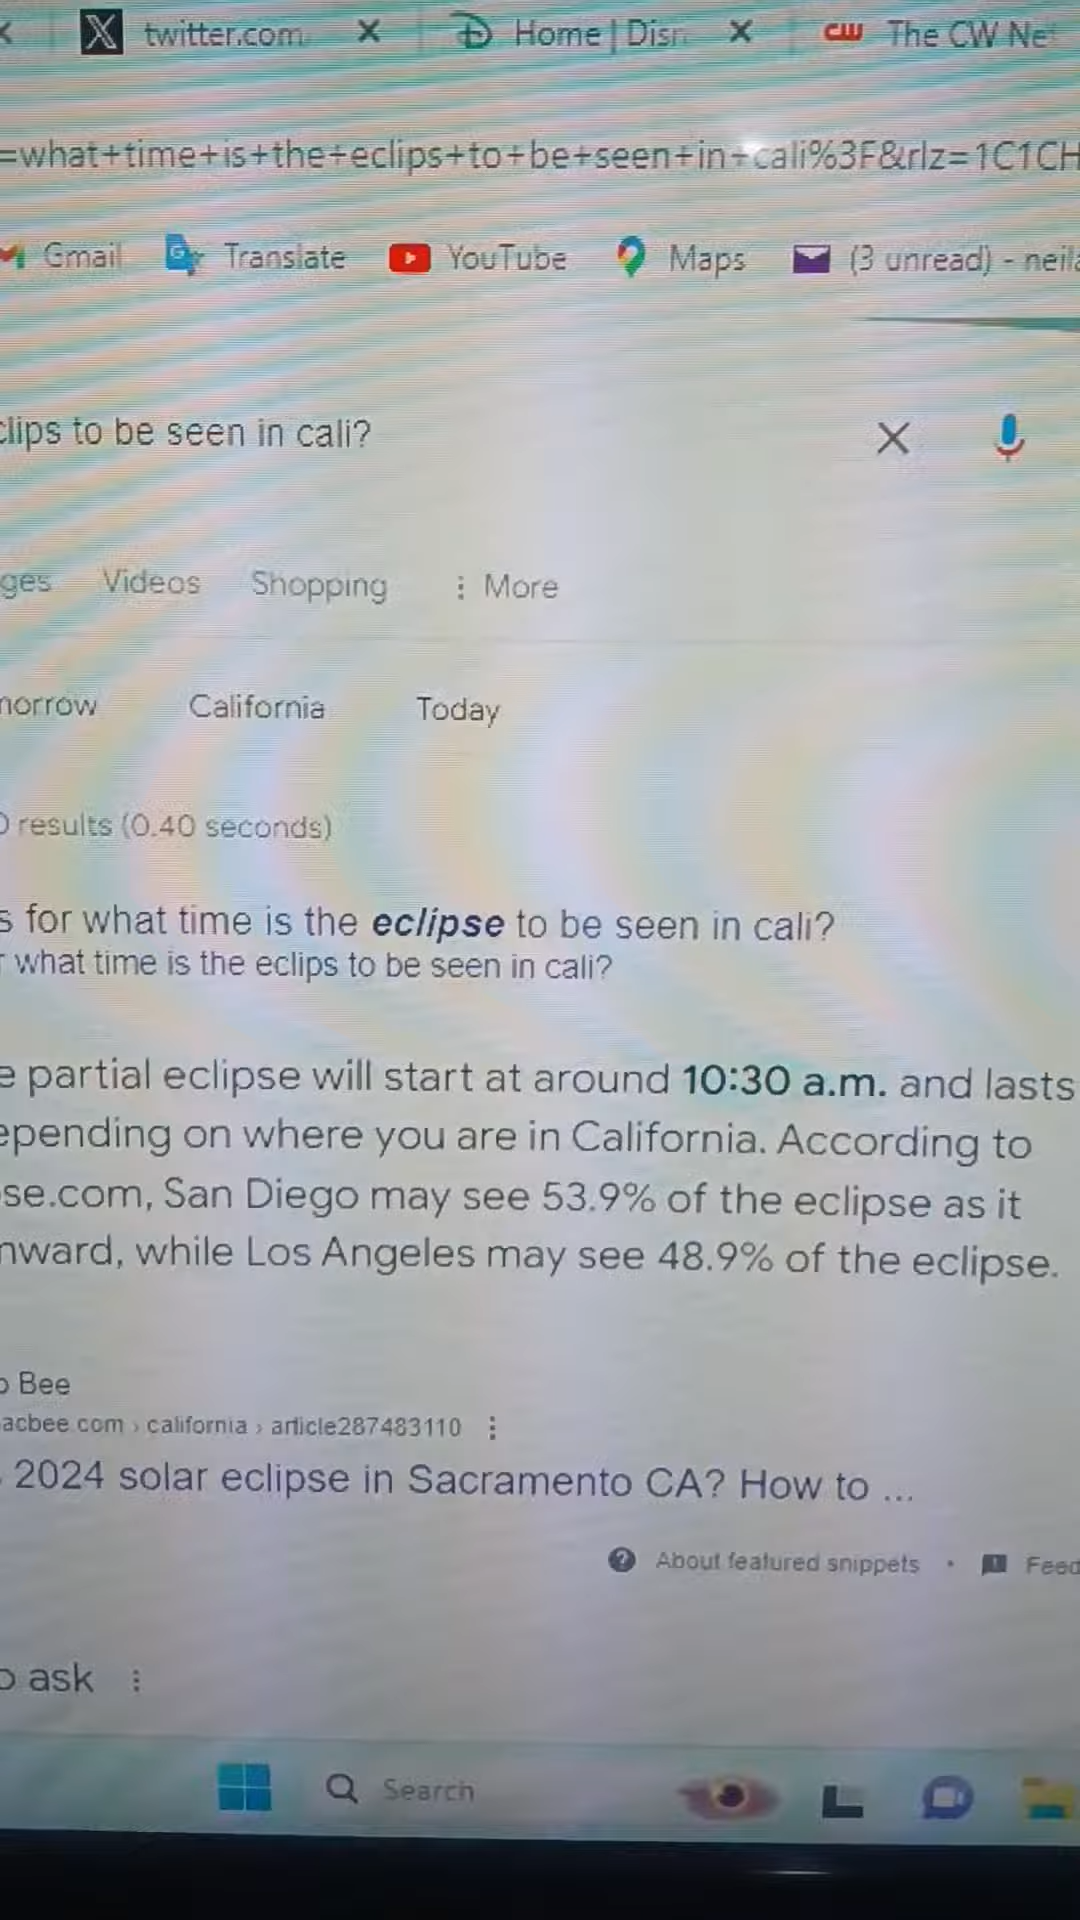 twitter.com
Home | Disn
CW The CW Ne
=what+time+is+the+eclips+to+be+seen+in+cali%3F&rlz=1C1CH
Gmail Translate YouTube Maps (3 unread) - neila
clips to be seen in cali?
ges Videos Shopping More
morrow California Today
0 results (0.40 seconds)
s for what time is the eclipse to be seen in cali?
r what time is the eclips to be seen in cali?
e partial eclipse will start at around 10:30 a.m. and lasts
epending on where you are in California. According to
se.com, San Diego may see 53.9% of the eclipse as it
nward, while Los Angeles may see 48.9% of the eclipse.
o Bee
acbee.com › california › article287483110
2024 solar eclipse in Sacramento CA? How to ...
About featured snippets • Feed
o ask
Search